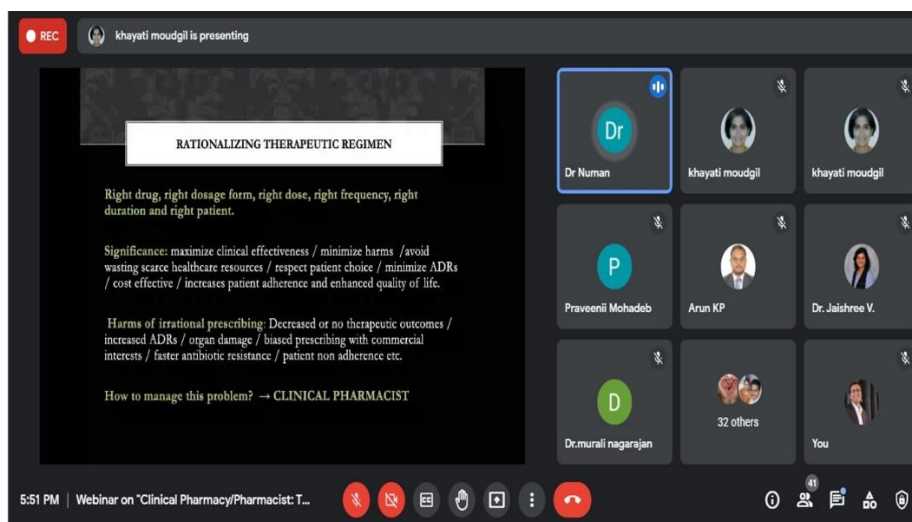 REC
khayati moudgil is presenting
RATIONALIZING THERAPEUTIC REGIMEN
Right drug, right dosage form, right dose, right frequency, right
duration and right patient.
Significance: maximize clinical effectiveness / minimize harms /avoid
wasting scarce healthcare resources / respect patient choice / minimize ADRs
/ cost effective / increases patient adherence and enhanced quality of life.
Harms of irrational prescribing: Decreased or no therapeutic outcomes /
increased ADRs / organ damage / biased prescribing with commercial
interests / faster antibiotic resistance / patient non adherence etc.
How to manage this problem? → CLINICAL PHARMACIST
Dr
Dr Numan
khayati moudgil
khayati moudgil
P
Praveenii Mohadeb
Arun KP
Dr. Jaishree V.
D
Dr.murali nagarajan
32 others
You
5:51 PM | Webinar on "Clinical Pharmacy/Pharmacist: T...
41